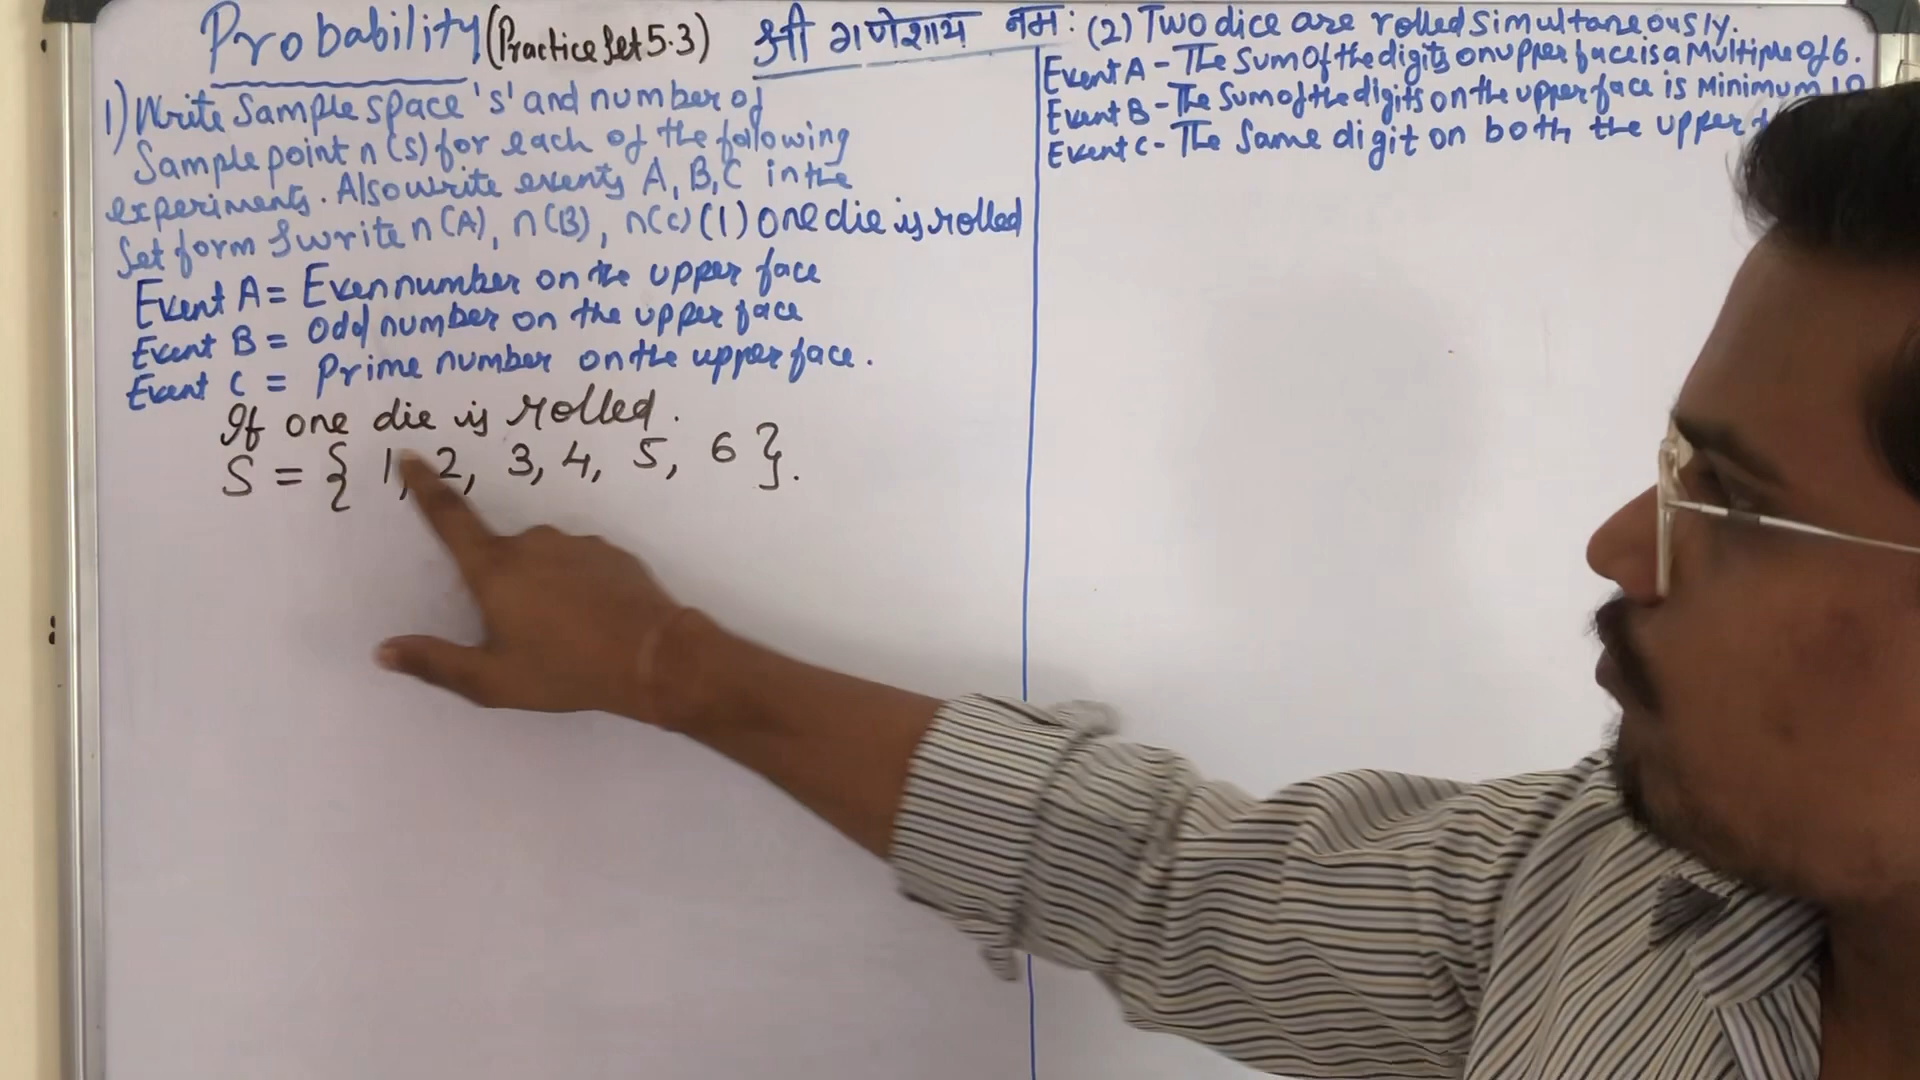 Probability (Practice Set 5.3) श्री गणेशाय नमः
1) Write Sample space 's' and number of
Sample point n(s) for each of the following
experiments. Also write events A, B, C in the
Set form & write n(A), n(B), n(c) (1) One die is rolled
Event A = Even number on the upper face
Event B = Odd number on the upper face
Event C = Prime number on the upper face.
If one die is rolled.
S = { 1, 2, 3, 4, 5, 6 }.
(2) Two dice are rolled simultaneously.
Event A - The Sum of the digits on upper face is a Multiple of 6.
Event B - The Sum of the digits on the upper face is Minimum 10
Event C - The Same digit on both the upper